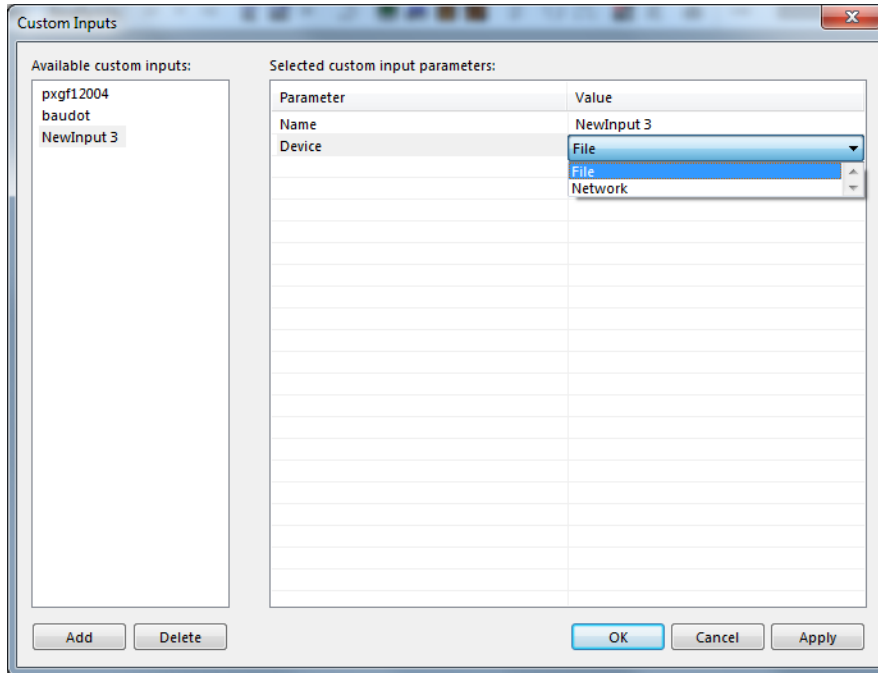 Custom Inputs
Available custom inputs:
pxgf12004
baudot
NewInput 3
Selected custom input parameters:
Parameter Value
Name NewInput 3
Device File
File
Network
Add Delete OK Cancel Apply